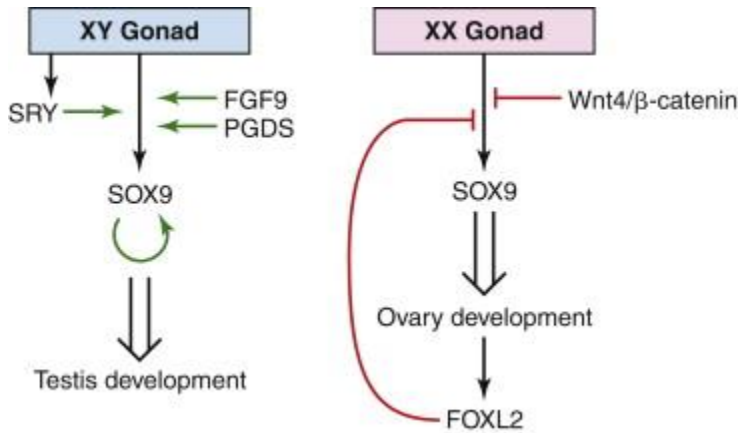 XY Gonad
SRY
FGF9
PGDS
SOX9
Testis development
XX Gonad
Wnt4/β-catenin
SOX9
Ovary development
FOXL2